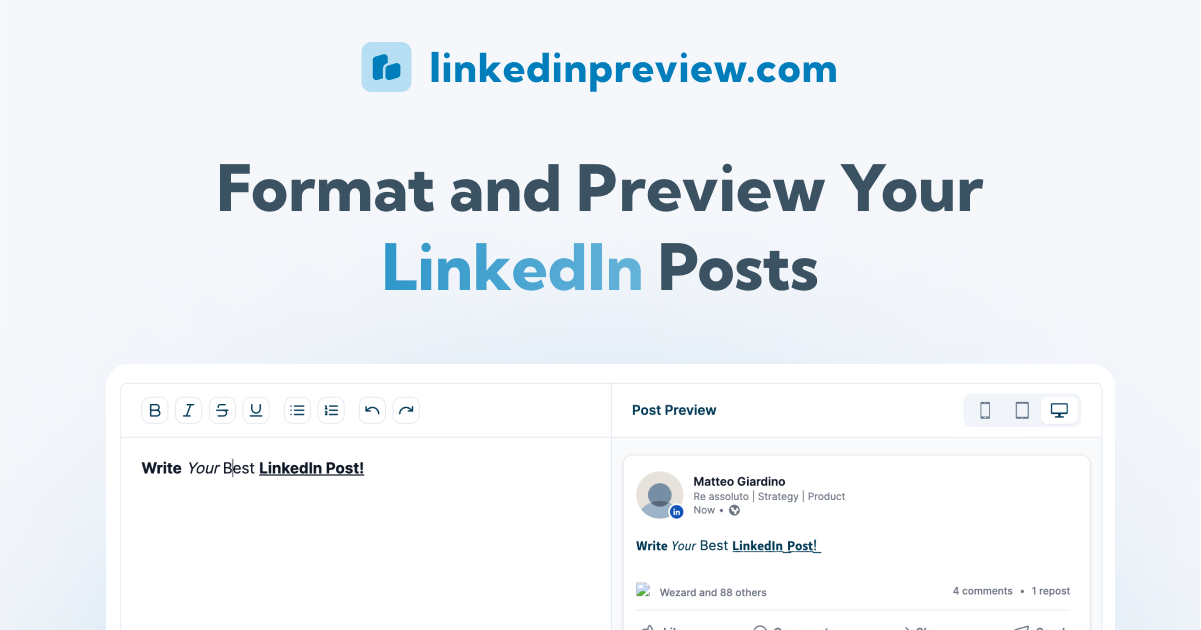 linkedinpreview.com
Format and Preview Your
LinkedIn Posts
B I S U
Post Preview
Write Your Best LinkedIn Post!
Matteo Giardino
Re assoluto | Strategy | Product
Now •
in
Write Your Best LinkedIn Post!
Wezard and 88 others
4 comments • 1 repost